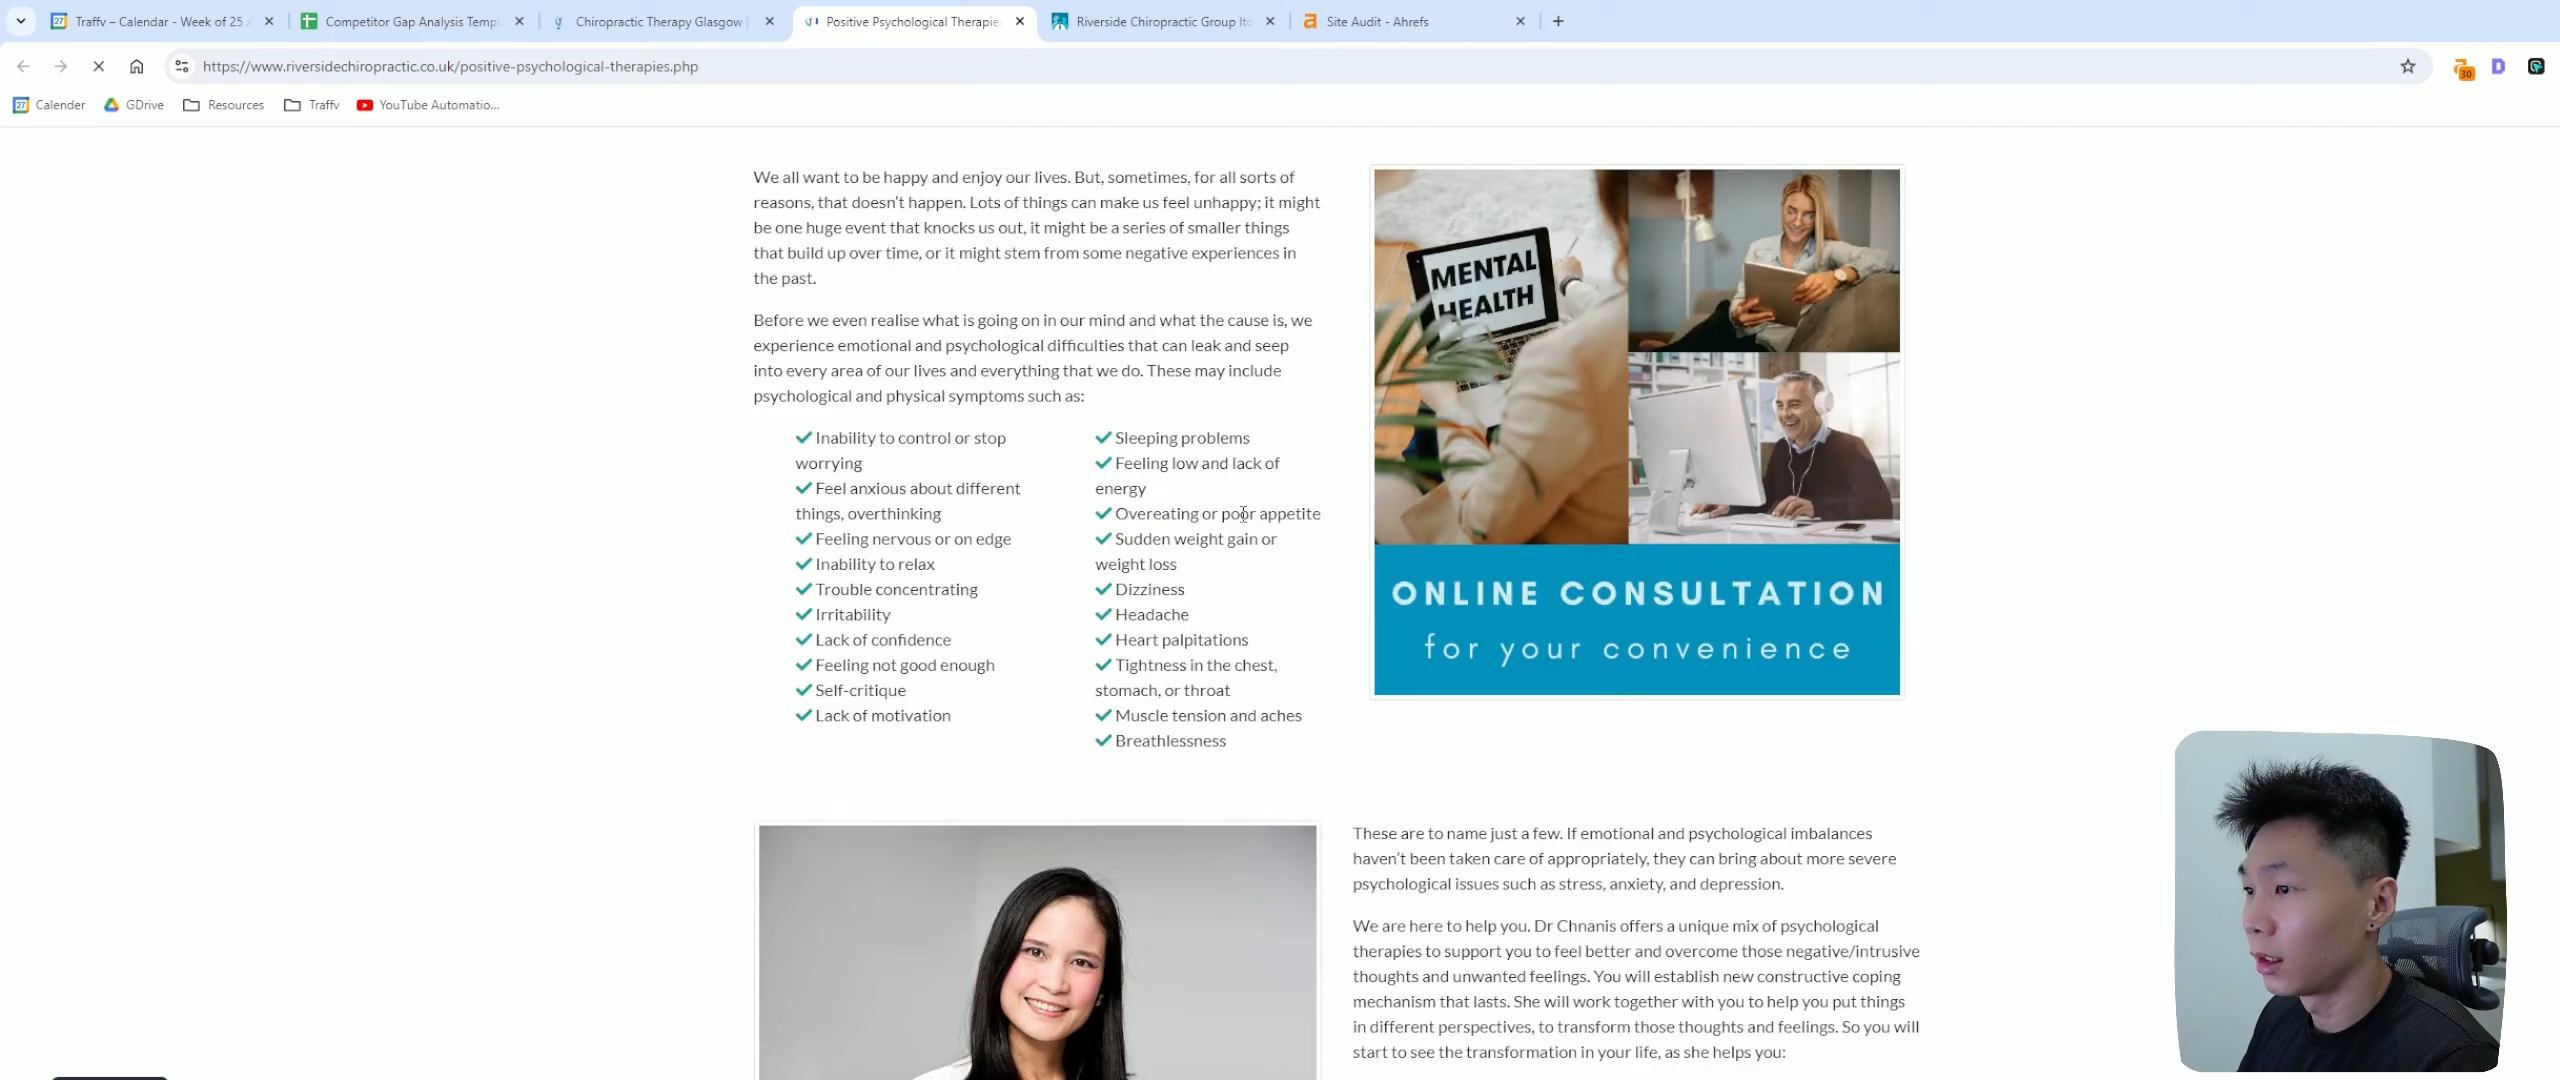 Traffv – Calendar - Week of 25
Competitor Gap Analysis Templ
Chiropractic Therapy Glasgow |
Positive Psychological Therapie
Riverside Chiropractic Group ltd
Site Audit - Ahrefs
https://www.riversidechiropractic.co.uk/positive-psychological-therapies.php
30
27 Calender
GDrive
Resources
Traffv
YouTube Automatio...
We all want to be happy and enjoy our lives. But, sometimes, for all sorts of
reasons, that doesn't happen. Lots of things can make us feel unhappy; it might
be one huge event that knocks us out, it might be a series of smaller things
that build up over time, or it might stem from some negative experiences in
the past.
Before we even realise what is going on in our mind and what the cause is, we
experience emotional and psychological difficulties that can leak and seep
into every area of our lives and everything that we do. These may include
psychological and physical symptoms such as:
Inability to control or stop
worrying
Feel anxious about different
things, overthinking
Feeling nervous or on edge
Inability to relax
Trouble concentrating
Irritability
Lack of confidence
Feeling not good enough
Self-critique
Lack of motivation
Sleeping problems
Feeling low and lack of
energy
Overeating or poor appetite
Sudden weight gain or
weight loss
Dizziness
Headache
Heart palpitations
Tightness in the chest,
stomach, or throat
Muscle tension and aches
Breathlessness
MENTAL
HEALTH
ONLINE CONSULTATION
for your convenience
These are to name just a few. If emotional and psychological imbalances
haven't been taken care of appropriately, they can bring about more severe
psychological issues such as stress, anxiety, and depression.
We are here to help you. Dr Chnanis offers a unique mix of psychological
therapies to support you to feel better and overcome those negative/intrusive
thoughts and unwanted feelings. You will establish new constructive coping
mechanism that lasts. She will work together with you to help you put things
in different perspectives, to transform those thoughts and feelings. So you will
start to see the transformation in your life, as she helps you: